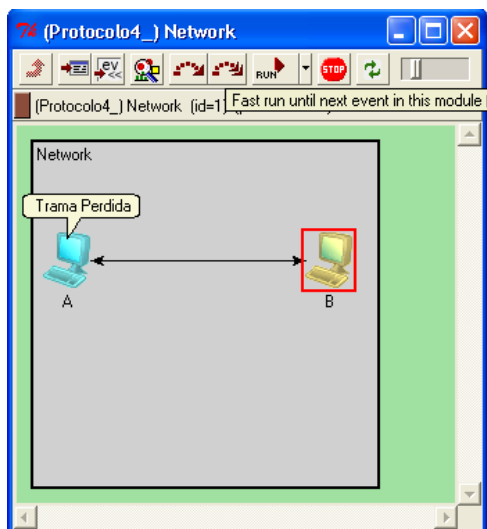 (Protocolo4_) Network
ev
RUN
STOP
(Protocolo4_) Network (id=1)
Fast run until next event in this module
Network
Trama Perdida
A
B